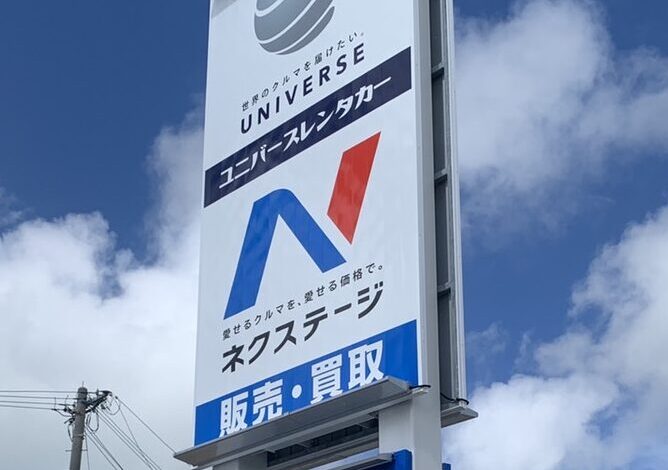 世界のクルマを届けたい。
UNIVERSE
ユニバースレンタカー
愛せるクルマを、愛せる価格で。
ネクステージ
販売・買取